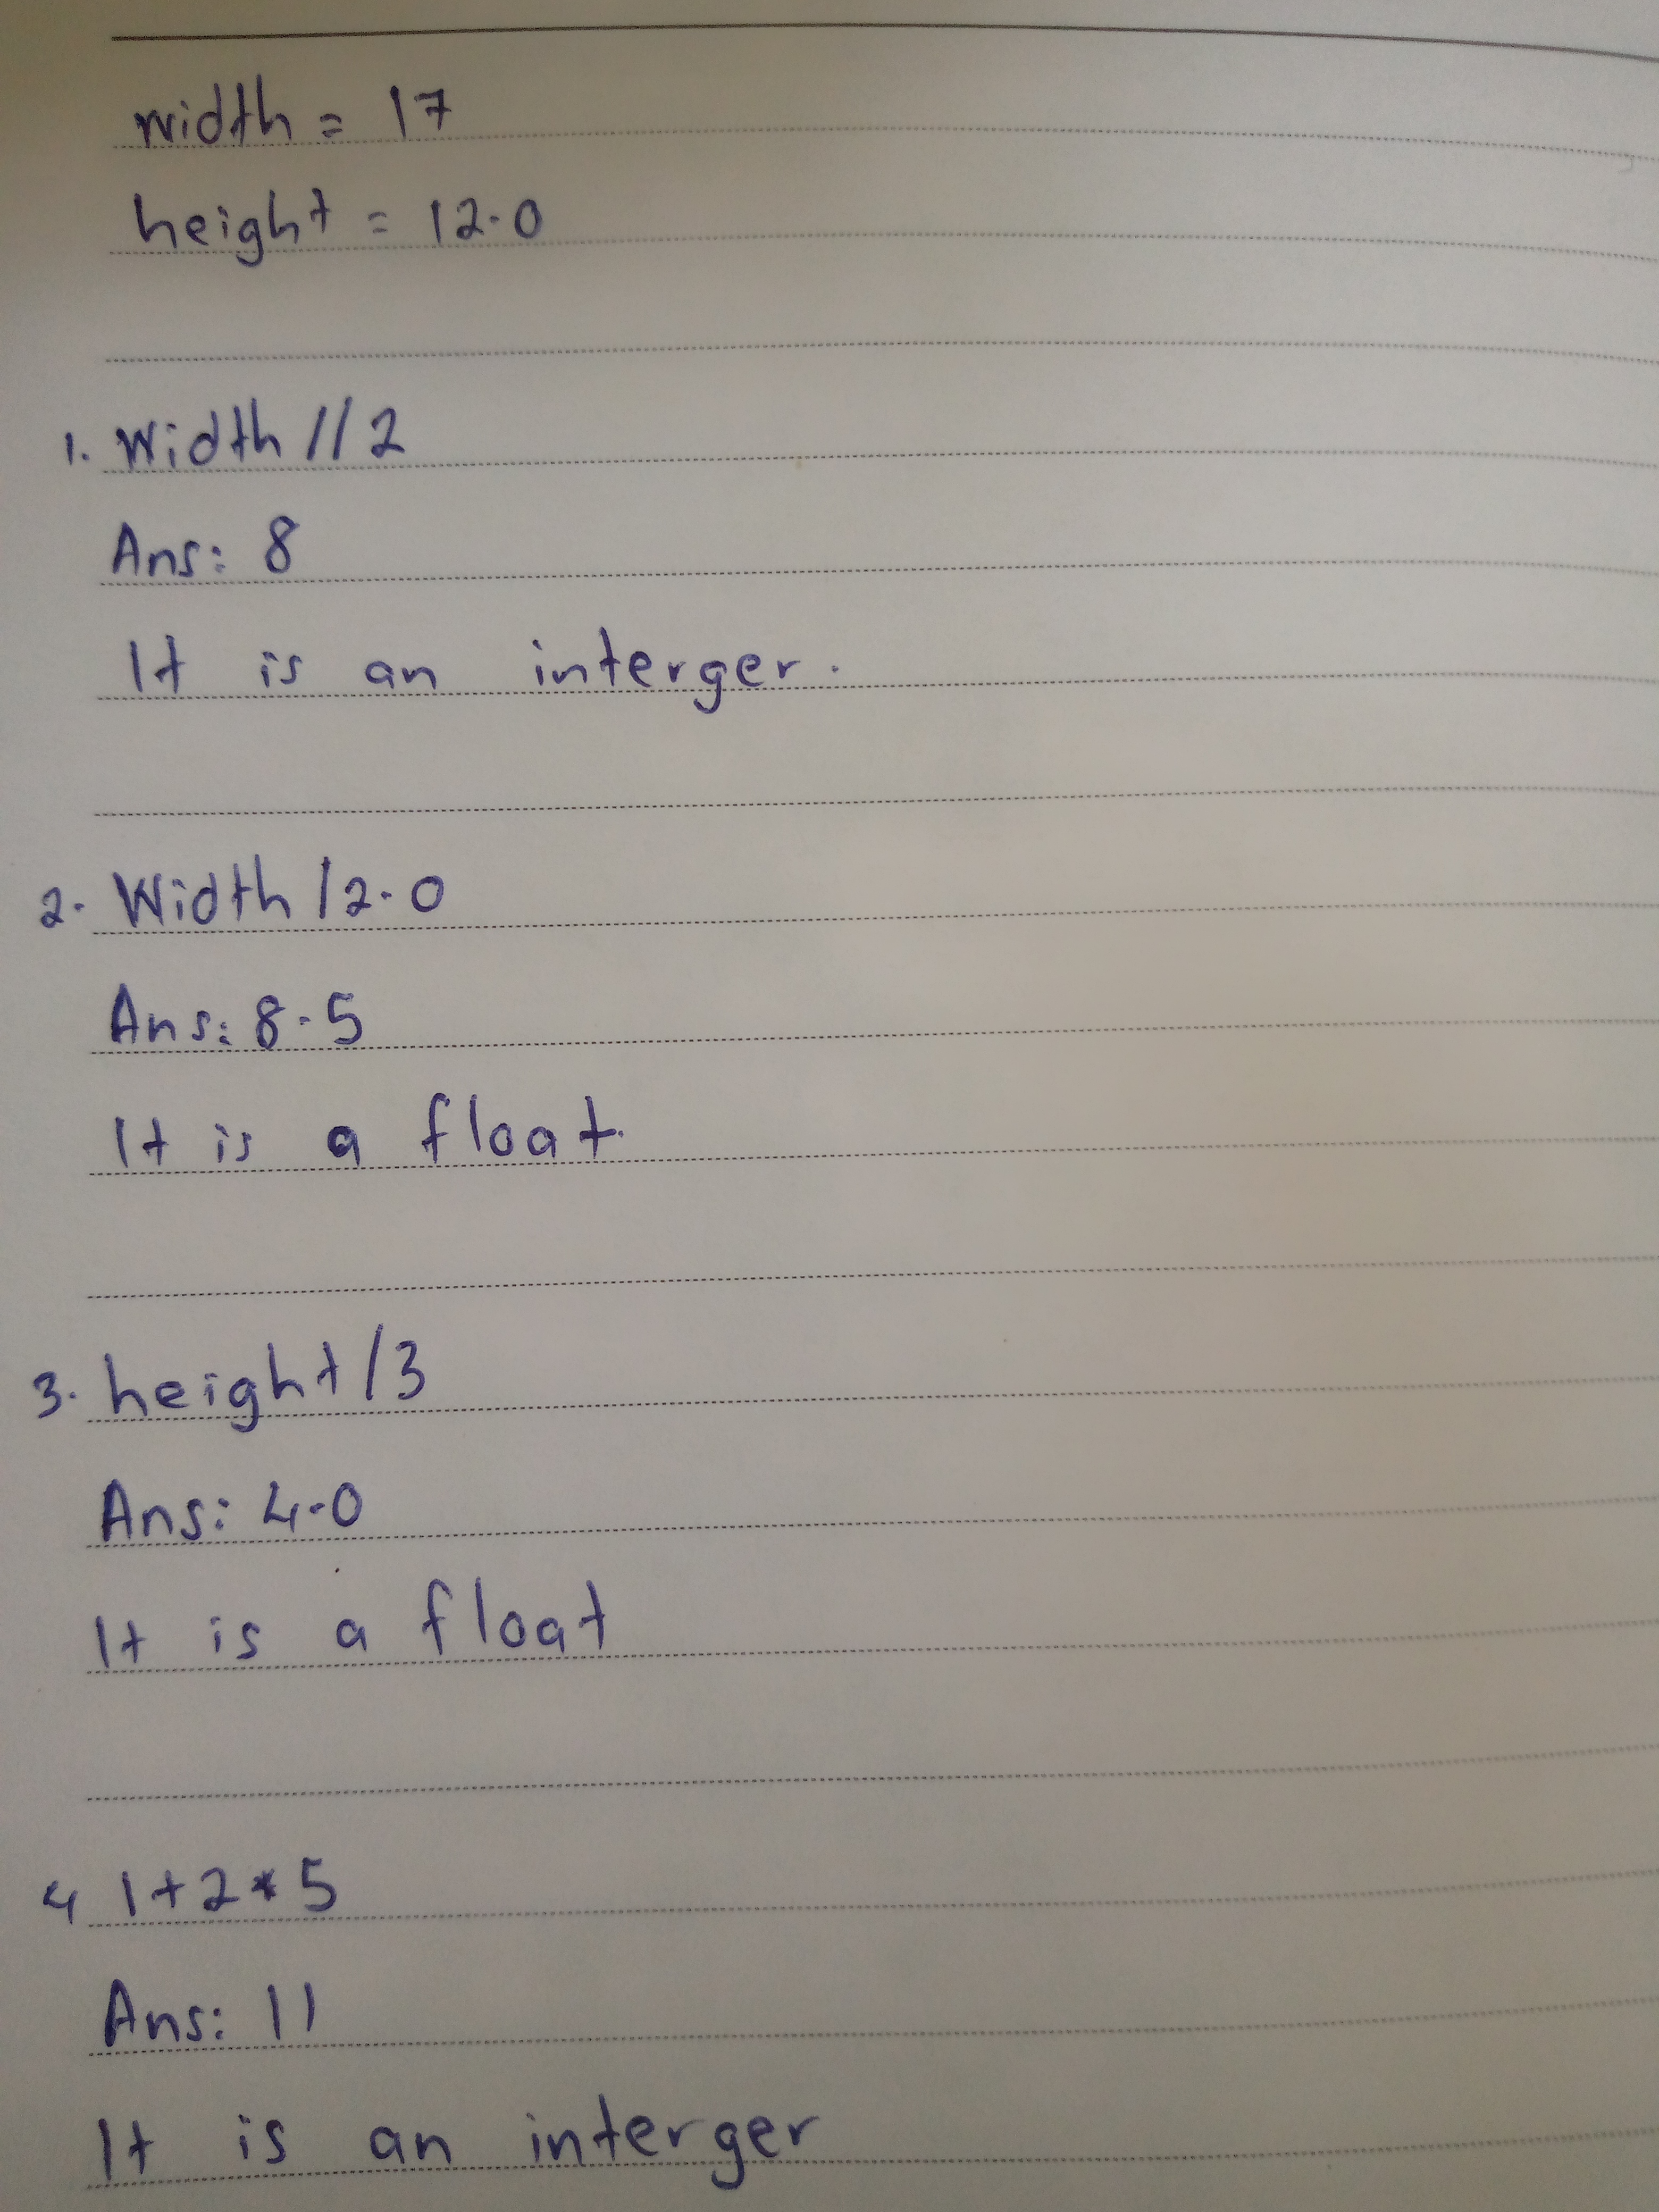 width = 17
height = 12.0
1. Width // 2
Ans: 8
It is an interger.
2. Width / 2.0
Ans: 8.5
It is a float.
3. height / 3
Ans: 4.0
It is a float
4 1 + 2 * 5
Ans: 11
It is an interger